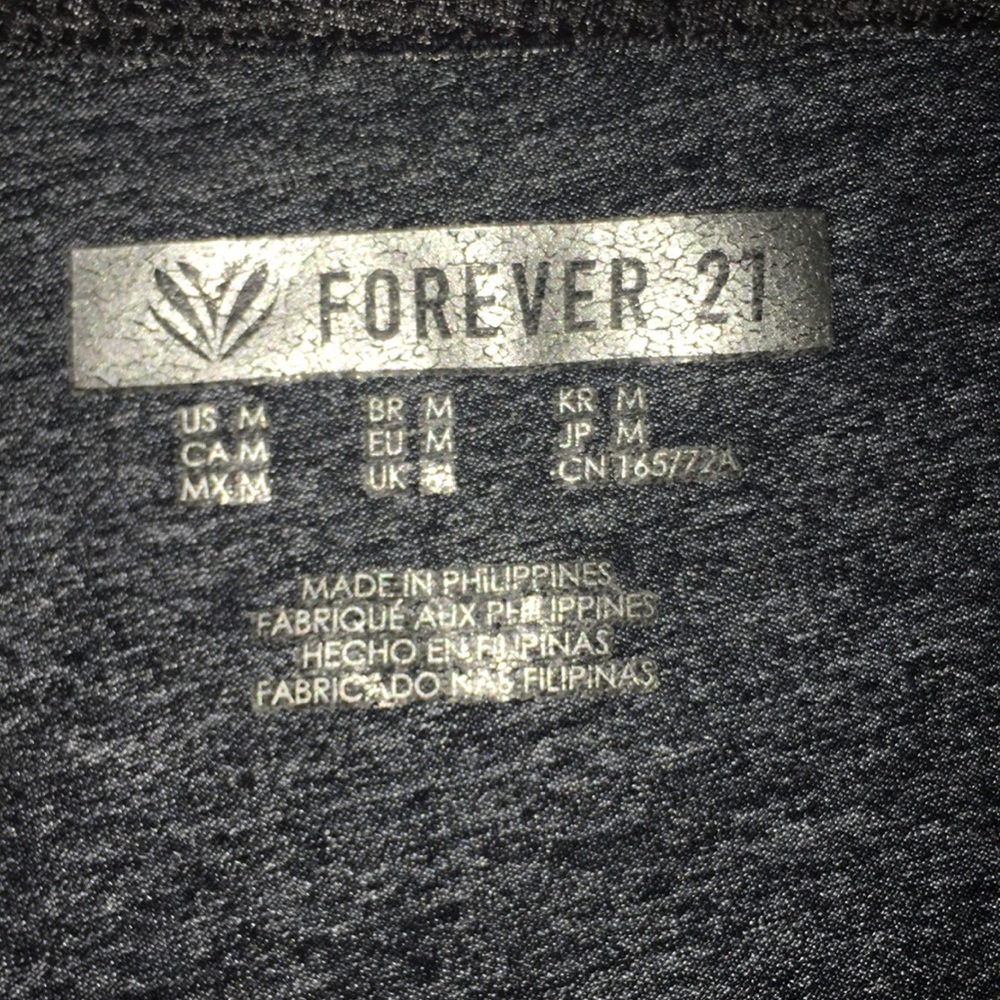 FOREVER 21
US M BR M KR M
CA M EU M JP M
MX M UK CN 165/72A
MADE IN PHILIPPINES
FABRIQUÉ AUX PHILIPPINES
HECHO EN FILIPINAS
FABRICADO NAS FILIPINAS